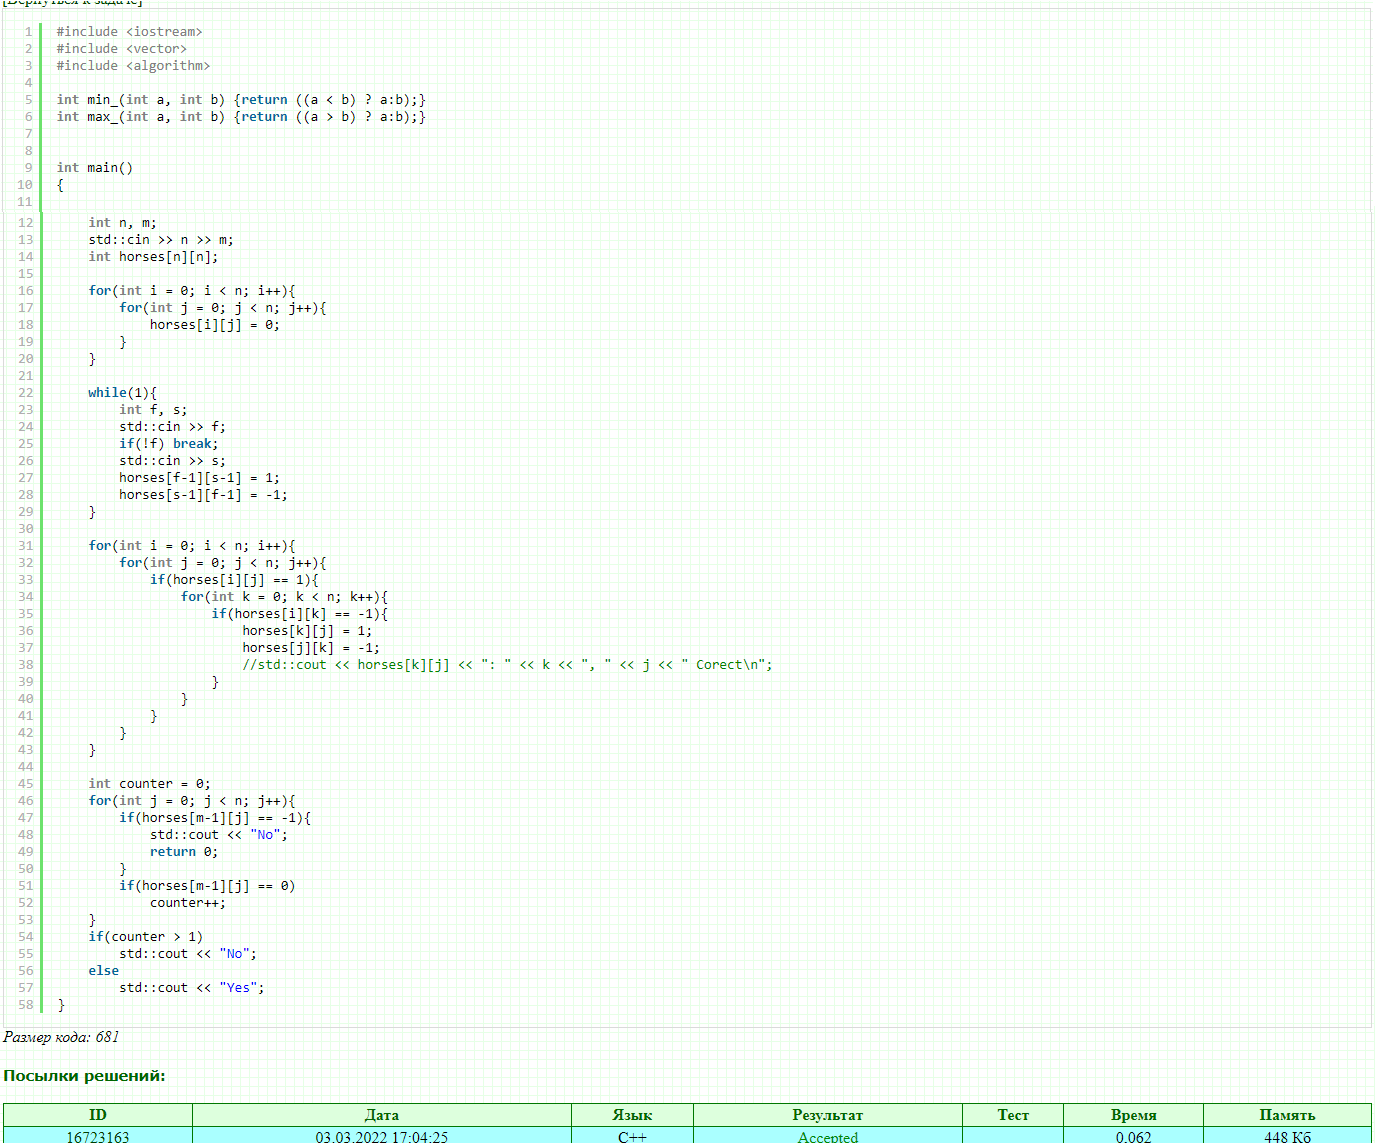 [Вернуться к задаче]
1 #include <iostream>
2 #include <vector>
3 #include <algorithm>
4
5 int min_(int a, int b) {return ((a < b) ? a:b);}
6 int max_(int a, int b) {return ((a > b) ? a:b);}
7
8
9 int main()
10 {
11
12     int n, m;
13     std::cin >> n >> m;
14     int horses[n][n];
15
16     for(int i = 0; i < n; i++){
17         for(int j = 0; j < n; j++){
18             horses[i][j] = 0;
19         }
20     }
21
22     while(1){
23         int f, s;
24         std::cin >> f;
25         if(!f) break;
26         std::cin >> s;
27         horses[f-1][s-1] = 1;
28         horses[s-1][f-1] = -1;
29     }
30
31     for(int i = 0; i < n; i++){
32         for(int j = 0; j < n; j++){
33             if(horses[i][j] == 1){
34                 for(int k = 0; k < n; k++){
35                     if(horses[i][k] == -1){
36                         horses[k][j] = 1;
37                         horses[j][k] = -1;
38                         //std::cout << horses[k][j] << ": " << k << ", " << j << " Corect\n";
39                     }
40                 }
41             }
42         }
43     }
44
45     int counter = 0;
46     for(int j = 0; j < n; j++){
47         if(horses[m-1][j] == -1){
48             std::cout << "No";
49             return 0;
50         }
51         if(horses[m-1][j] == 0)
52             counter++;
53     }
54     if(counter > 1)
55         std::cout << "No";
56     else
57         std::cout << "Yes";
58 }
Размер кода: 681
Посылки решений:
ID Дата Язык Результат Тест Время Память
16723163 03.03.2022 17:04:25 C++ Accepted 0.062 448 Кб